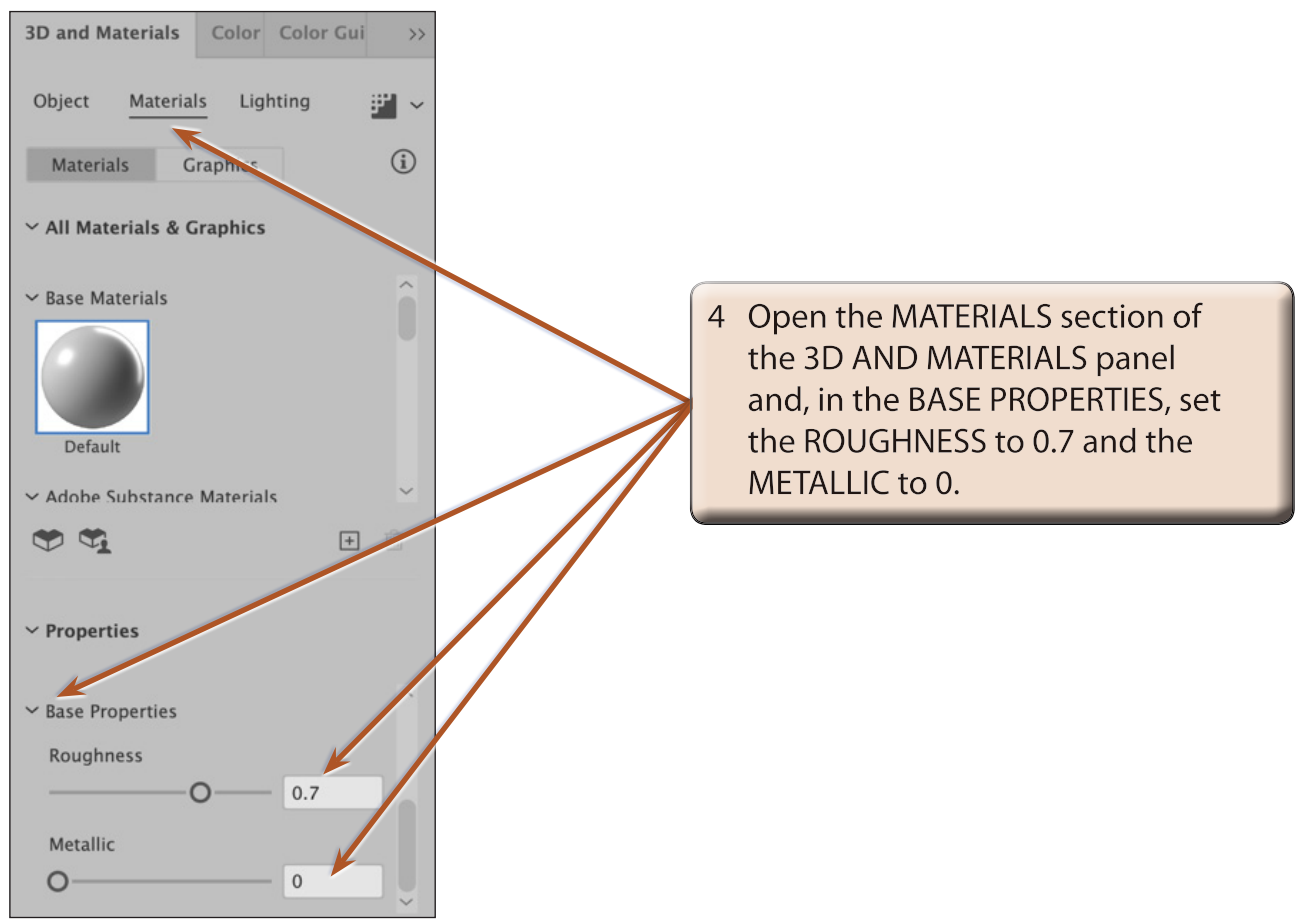 3D and Materials Color Color Gui >>
Object Materials Lighting
Materials Graphics
All Materials & Graphics
Base Materials
Default
Adobe Substance Materials
Properties
Base Properties
Roughness
0.7
Metallic
0
4 Open the MATERIALS section of
the 3D AND MATERIALS panel
and, in the BASE PROPERTIES, set
the ROUGHNESS to 0.7 and the
METALLIC to 0.